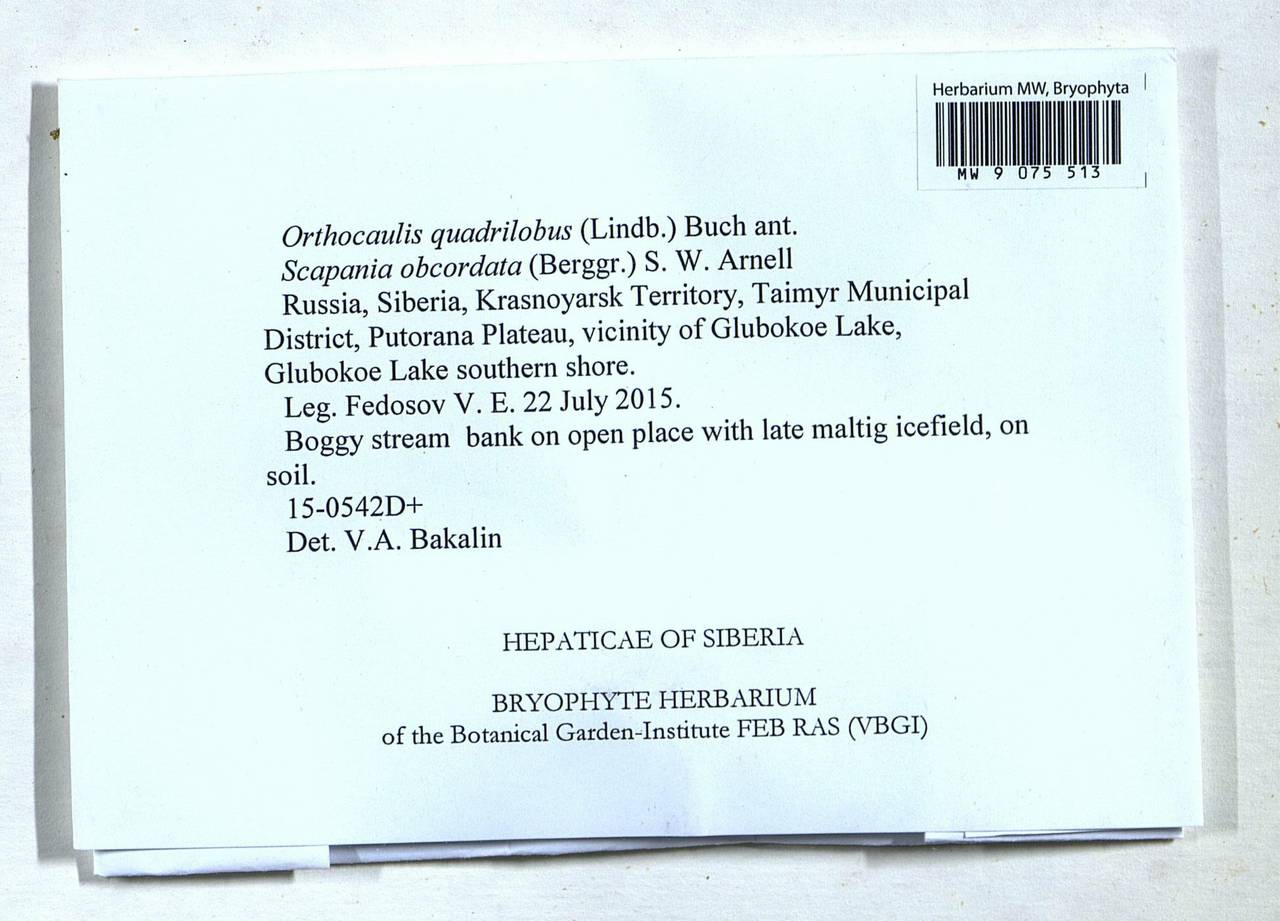 Herbarium MW, Bryophyta
MW 9 075 513
Orthocaulis quadrilobus (Lindb.) Buch ant.
Scapania obcordata (Berggr.) S. W. Arnell
Russia, Siberia, Krasnoyarsk Territory, Taimyr Municipal
District, Putorana Plateau, vicinity of Glubokoe Lake,
Glubokoe Lake southern shore.
Leg. Fedosov V. E. 22 July 2015.
Boggy stream bank on open place with late maltig icefield, on
soil.
15-0542D+
Det. V.A. Bakalin
HEPATICAE OF SIBERIA
BRYOPHYTE HERBARIUM
of the Botanical Garden-Institute FEB RAS (VBGI)